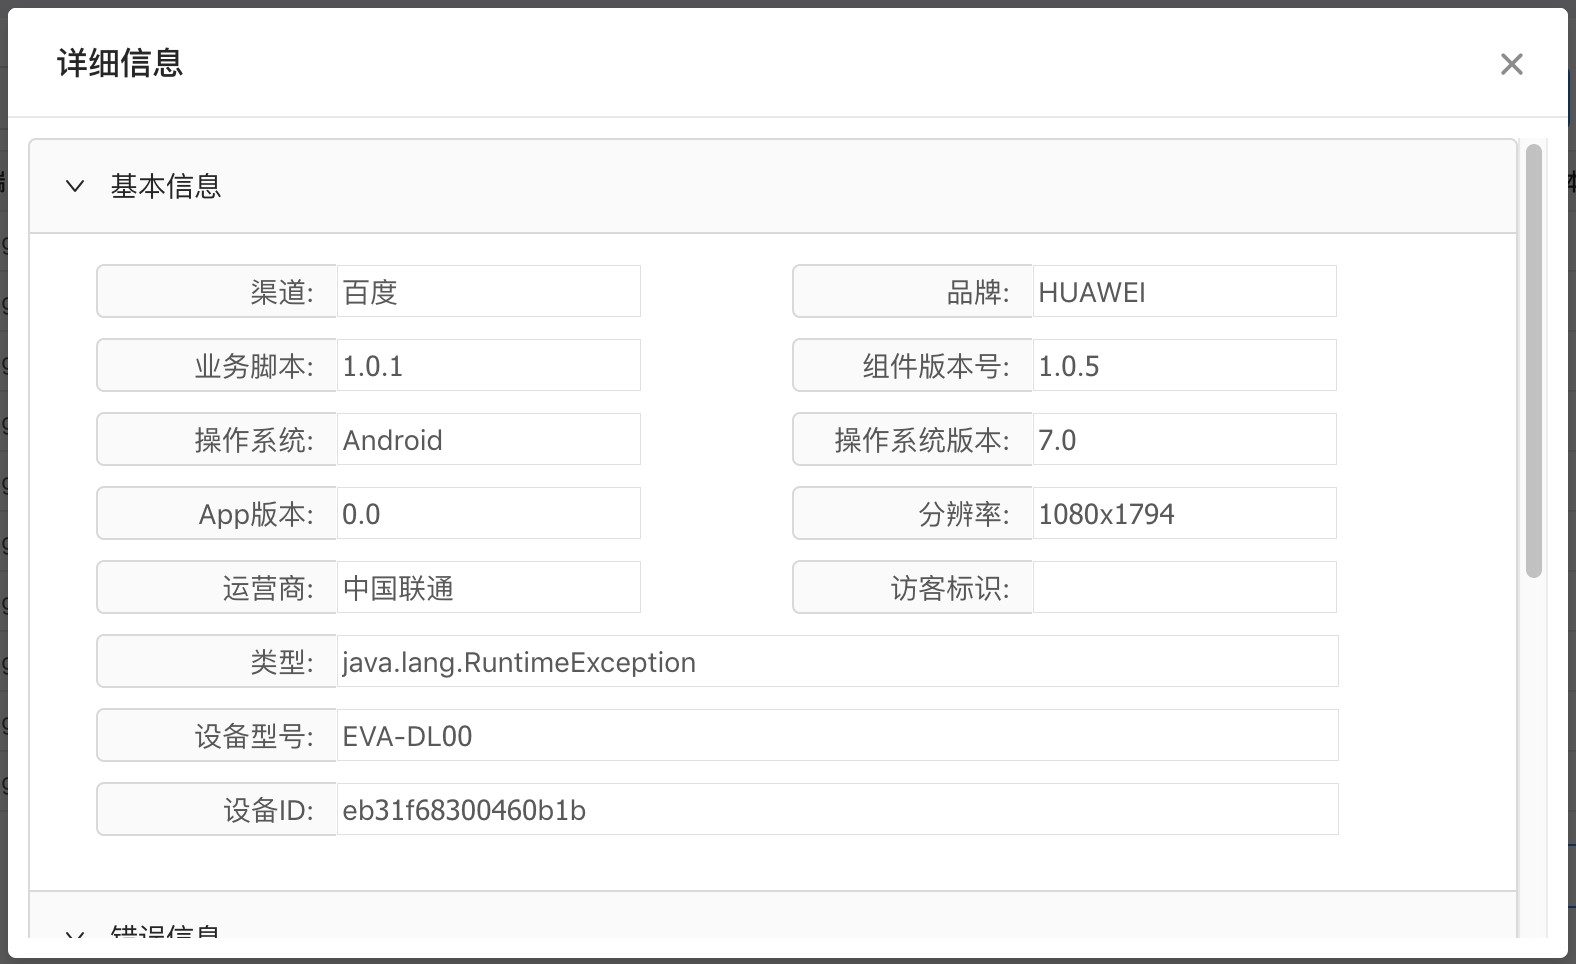 详细信息
基本信息
渠道: 百度 品牌: HUAWEI
业务脚本: 1.0.1 组件版本号: 1.0.5
操作系统: Android 操作系统版本: 7.0
App版本: 0.0 分辨率: 1080x1794
运营商: 中国联通 访客标识:
类型: java.lang.RuntimeException
设备型号: EVA-DL00
设备ID: eb31f68300460b1b
错误信息